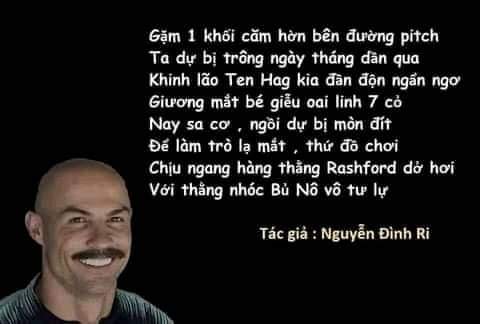 Gặm 1 khối căm hờn bên đường pitch
Ta dự bị trông ngày tháng dần qua
Khinh lão Ten Hag kia đần độn ngẩn ngơ
Giương mắt bé giễu oai linh 7 cỏ
Nay sa cơ , ngồi dự bị mòn đít
Để làm trò lạ mắt , thứ đồ chơi
Chịu ngang hàng thằng Rashford dở hơi
Với thằng nhóc Bủ Nô vô tư lự
Tác giả : Nguyễn Đình Ri